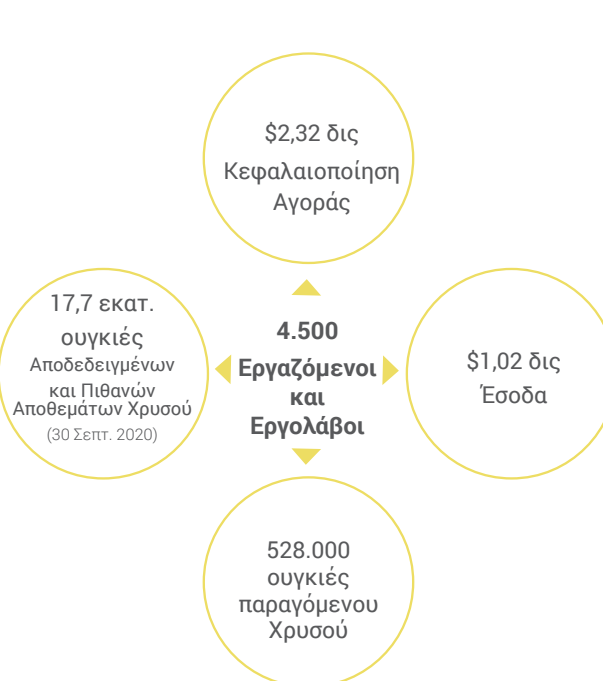 $2,32 δις
Κεφαλαιοποίηση
Αγοράς
17,7 εκατ.
ουγκιές
Αποδεδειγμένων
και Πιθανών
Αποθεμάτων Χρυσού
(30 Σεπτ. 2020)
4.500
Εργαζόμενοι
και
Εργολάβοι
$1,02 δις
Έσοδα
528.000
ουγκιές
παραγόμενου
Χρυσού